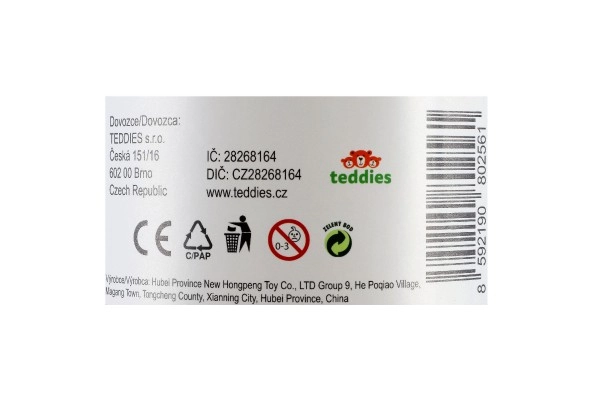 Dovozce/Dovozca:
TEDDIES s.r.o.
Česká 151/16
602 00 Brno
Czech Republic
IČ: 28268164
DIČ: CZ28268164
www.teddies.cz
teddies
CE
C/PAP
0-3
ZELENÝ BOD
Výrobce/Výrobca: Hubei Province New Hongpeng Toy Co., LTD Group 9, He Poqiao Village,
Magang Town, Tongcheng County, Xianning City, Hubei Province, China
8 592190 802561